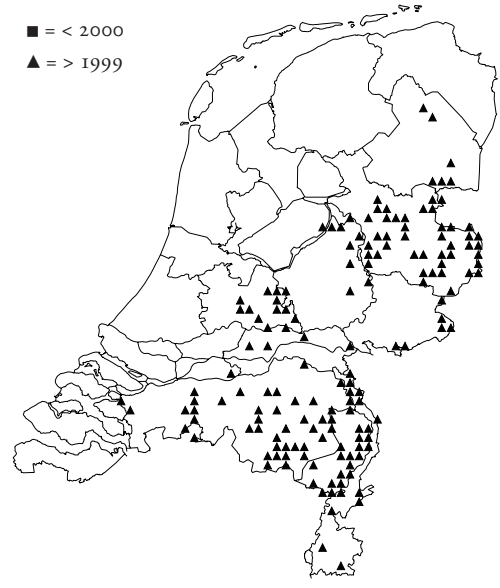 ■ = < 2000
▲ = > 1999